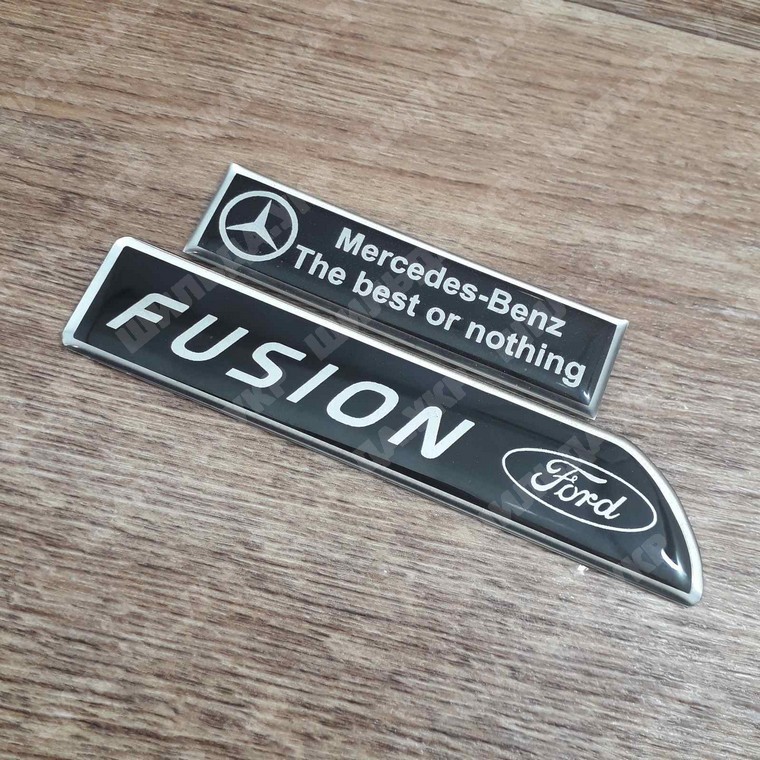 Mercedes-Benz
The best or nothing
FUSION
Ford